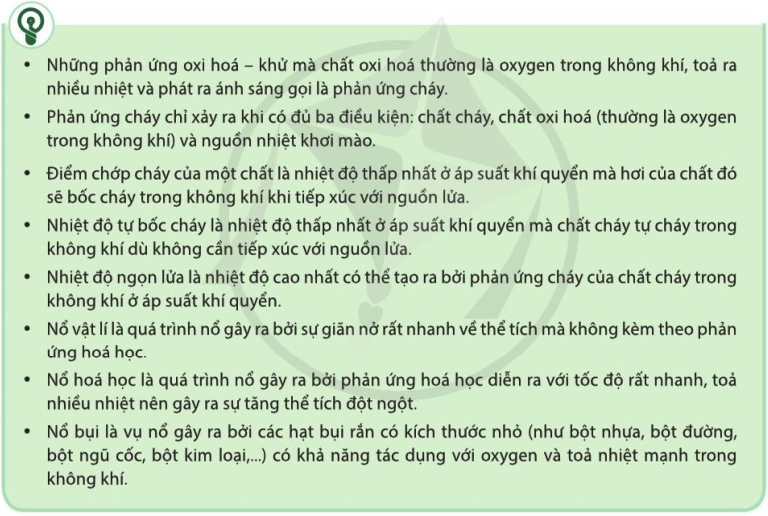 • Những phản ứng oxi hoá – khử mà chất oxi hoá thường là oxygen trong không khí, toả ra
nhiều nhiệt và phát ra ánh sáng gọi là phản ứng cháy.
• Phản ứng cháy chỉ xảy ra khi có đủ ba điều kiện: chất cháy, chất oxi hoá (thường là oxygen
trong không khí) và nguồn nhiệt khơi mào.
• Điểm chớp cháy của một chất là nhiệt độ thấp nhất ở áp suất khí quyển mà hơi của chất đó
sẽ bốc cháy trong không khí khi tiếp xúc với nguồn lửa.
• Nhiệt độ tự bốc cháy là nhiệt độ thấp nhất ở áp suất khí quyển mà chất cháy tự cháy trong
không khí dù không cần tiếp xúc với nguồn lửa.
• Nhiệt độ ngọn lửa là nhiệt độ cao nhất có thể tạo ra bởi phản ứng cháy của chất cháy trong
không khí ở áp suất khí quyển.
• Nổ vật lí là quá trình nổ gây ra bởi sự giãn nở rất nhanh về thể tích mà không kèm theo phản
ứng hoá học.
• Nổ hoá học là quá trình nổ gây ra bởi phản ứng hoá học diễn ra với tốc độ rất nhanh, toả
nhiều nhiệt nên gây ra sự tăng thể tích đột ngột.
• Nổ bụi là vụ nổ gây ra bởi các hạt bụi rắn có kích thước nhỏ (như bột nhựa, bột đường,
bột ngũ cốc, bột kim loại,...) có khả năng tác dụng với oxygen và toả nhiệt mạnh trong
không khí.